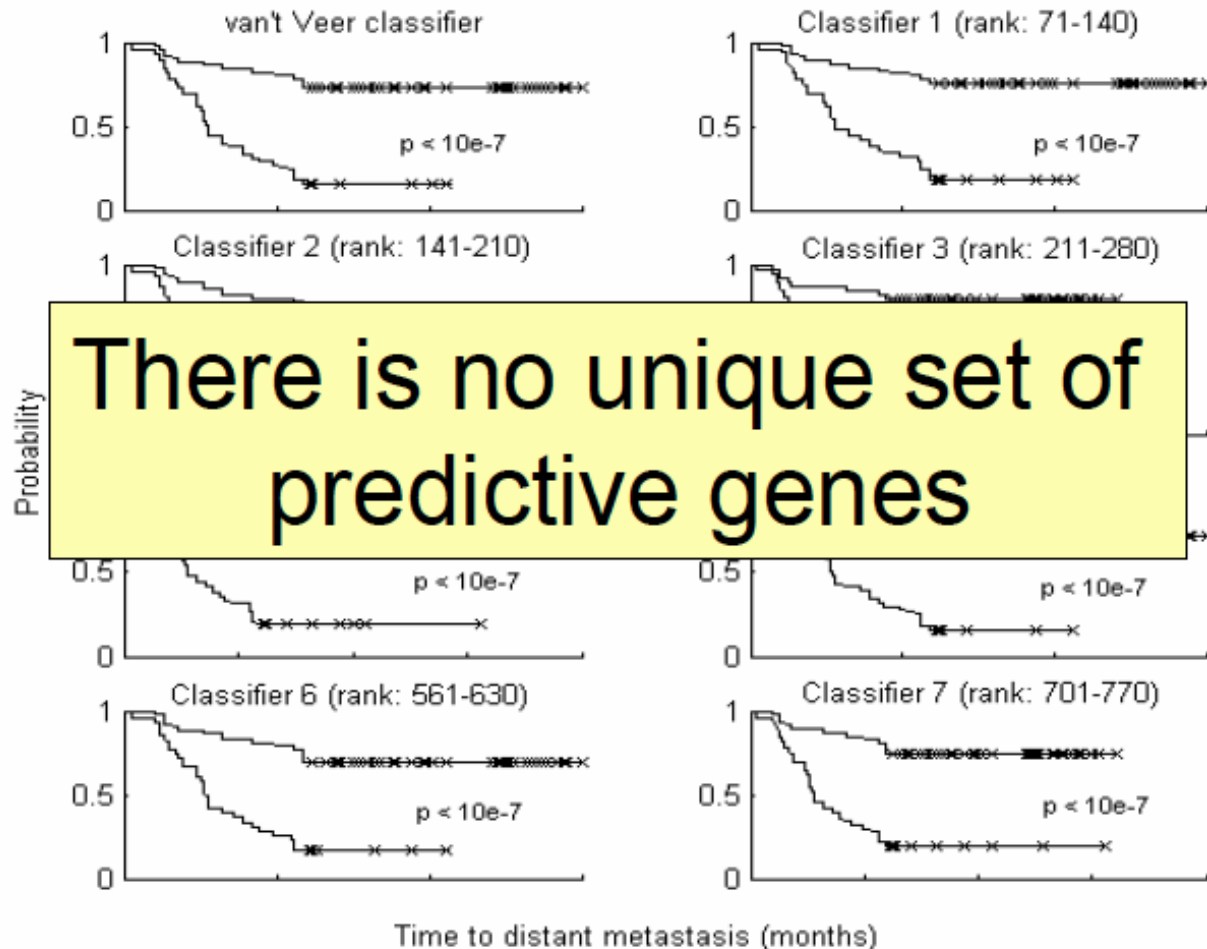 van't Veer classifier
Classifier 1 (rank: 71-140)
1
0.5
0
p < 10e-7
1
0.5
0
p < 10e-7
Classifier 2 (rank: 141-210)
Classifier 3 (rank: 211-280)
1
1
There is no unique set of
predictive genes
Probability
0.5
0
p < 10e-7
0.5
0
p < 10e-7
Classifier 6 (rank: 561-630)
Classifier 7 (rank: 701-770)
1
0.5
0
p < 10e-7
1
0.5
0
p < 10e-7
Time to distant metastasis (months)